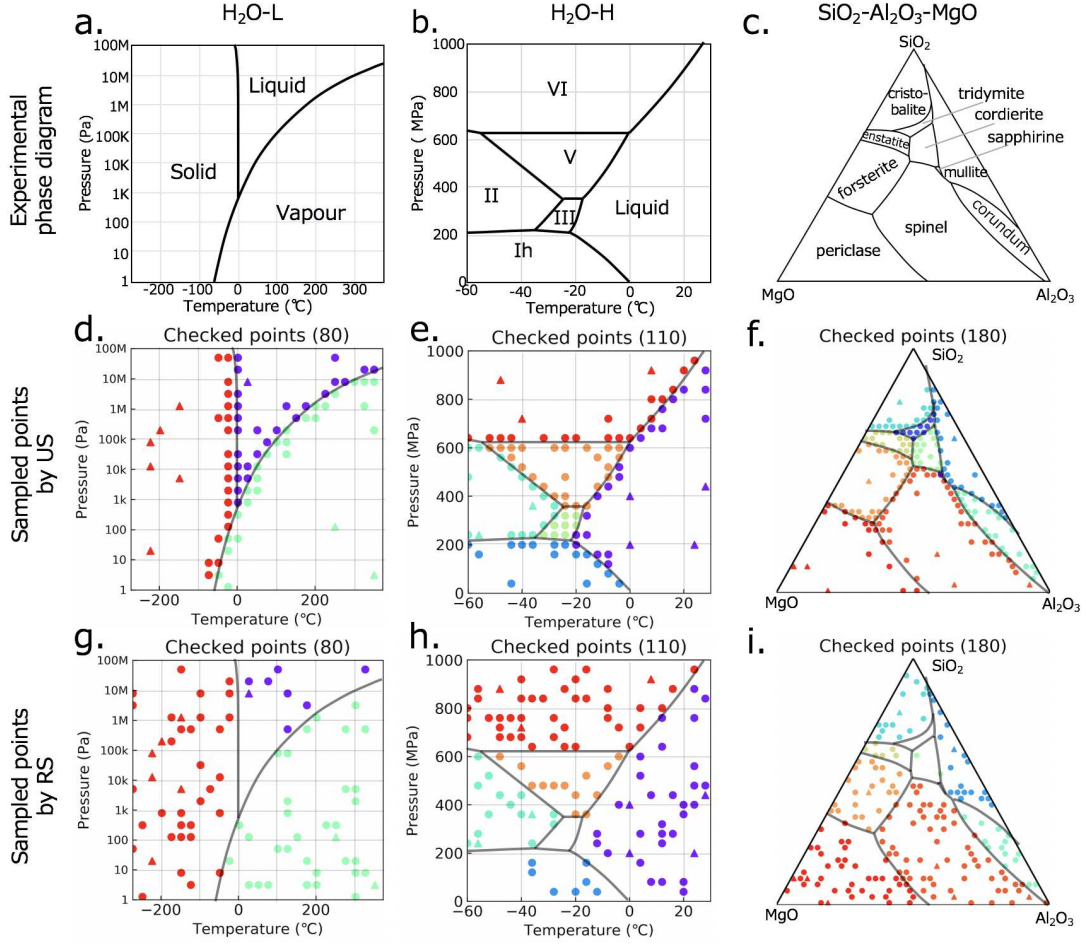 a.
H₂O-L
b.
H₂O-H
SiO₂-Al₂O₃-MgO
c.
Experimental
phase diagram
Pressure (Pa)
100M
10M
1M
100K
10K
1K
100
10
1
Liquid
Solid
Vapour
-200 -100 0 100 200 300
Temperature (℃)
Pressure (MPa)
1000
800
600
400
200
0
VI
V
II
III
Liquid
Ih
-60 -40 -20 0 20
Temperature (℃)
SiO₂
cristo-
balite
tridymite
cordierite
sapphirine
enstatite
forsterite
mullite
corundum
spinel
periclase
MgO
Al₂O₃
Sampled points
by US
d.
Checked points (80)
Pressure (Pa)
100M
10M
1M
100k
10k
1k
100
10
1
−200 0 200
Temperature (℃)
e.
Checked points (110)
Pressure (MPa)
1000
800
600
400
200
0
−60 −40 −20 0 20
Temperature (℃)
f.
Checked points (180)
SiO₂
MgO
Al₂O₃
Sampled points
by RS
g.
Checked points (80)
Pressure (Pa)
100M
10M
1M
100k
10k
1k
100
10
1
−200 0 200
Temperature (℃)
h.
Checked points (110)
Pressure (MPa)
1000
800
600
400
200
0
−60 −40 −20 0 20
Temperature (℃)
i.
Checked points (180)
SiO₂
MgO
Al₂O₃